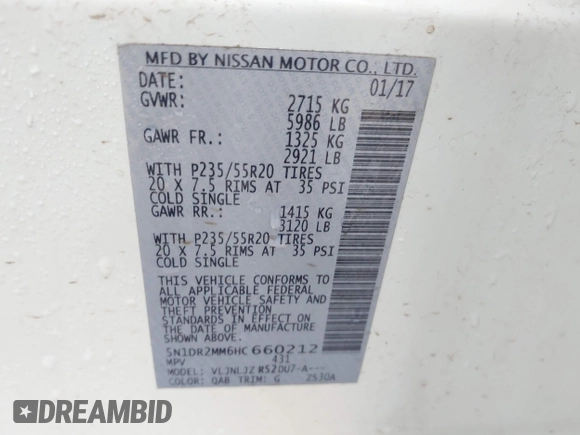 MFD BY NISSAN MOTOR CO., LTD.
DATE: 01/17
GVWR: 2715 KG
5986 LB
GAWR FR.: 1325 KG
2921 LB
WITH P235/55R20 TIRES
20 X 7.5 RIMS AT 35 PSI
COLD SINGLE
GAWR RR.: 1415 KG
3120 LB
WITH P235/55R20 TIRES
20 X 7.5 RIMS AT 35 PSI
COLD SINGLE
THIS VEHICLE CONFORMS TO
ALL APPLICABLE FEDERAL
MOTOR VEHICLE SAFETY AND
THEFT PREVENTION
STANDARDS IN EFFECT ON
THE DATE OF MANUFACTURE
SHOWN ABOVE.
5N1DR2MM6HC660212
MPV 431
MODEL: VLJNLJZ R52DU7-A---
COLOR: QAB TRIM: G 2530A
RIDESAFELY.COM